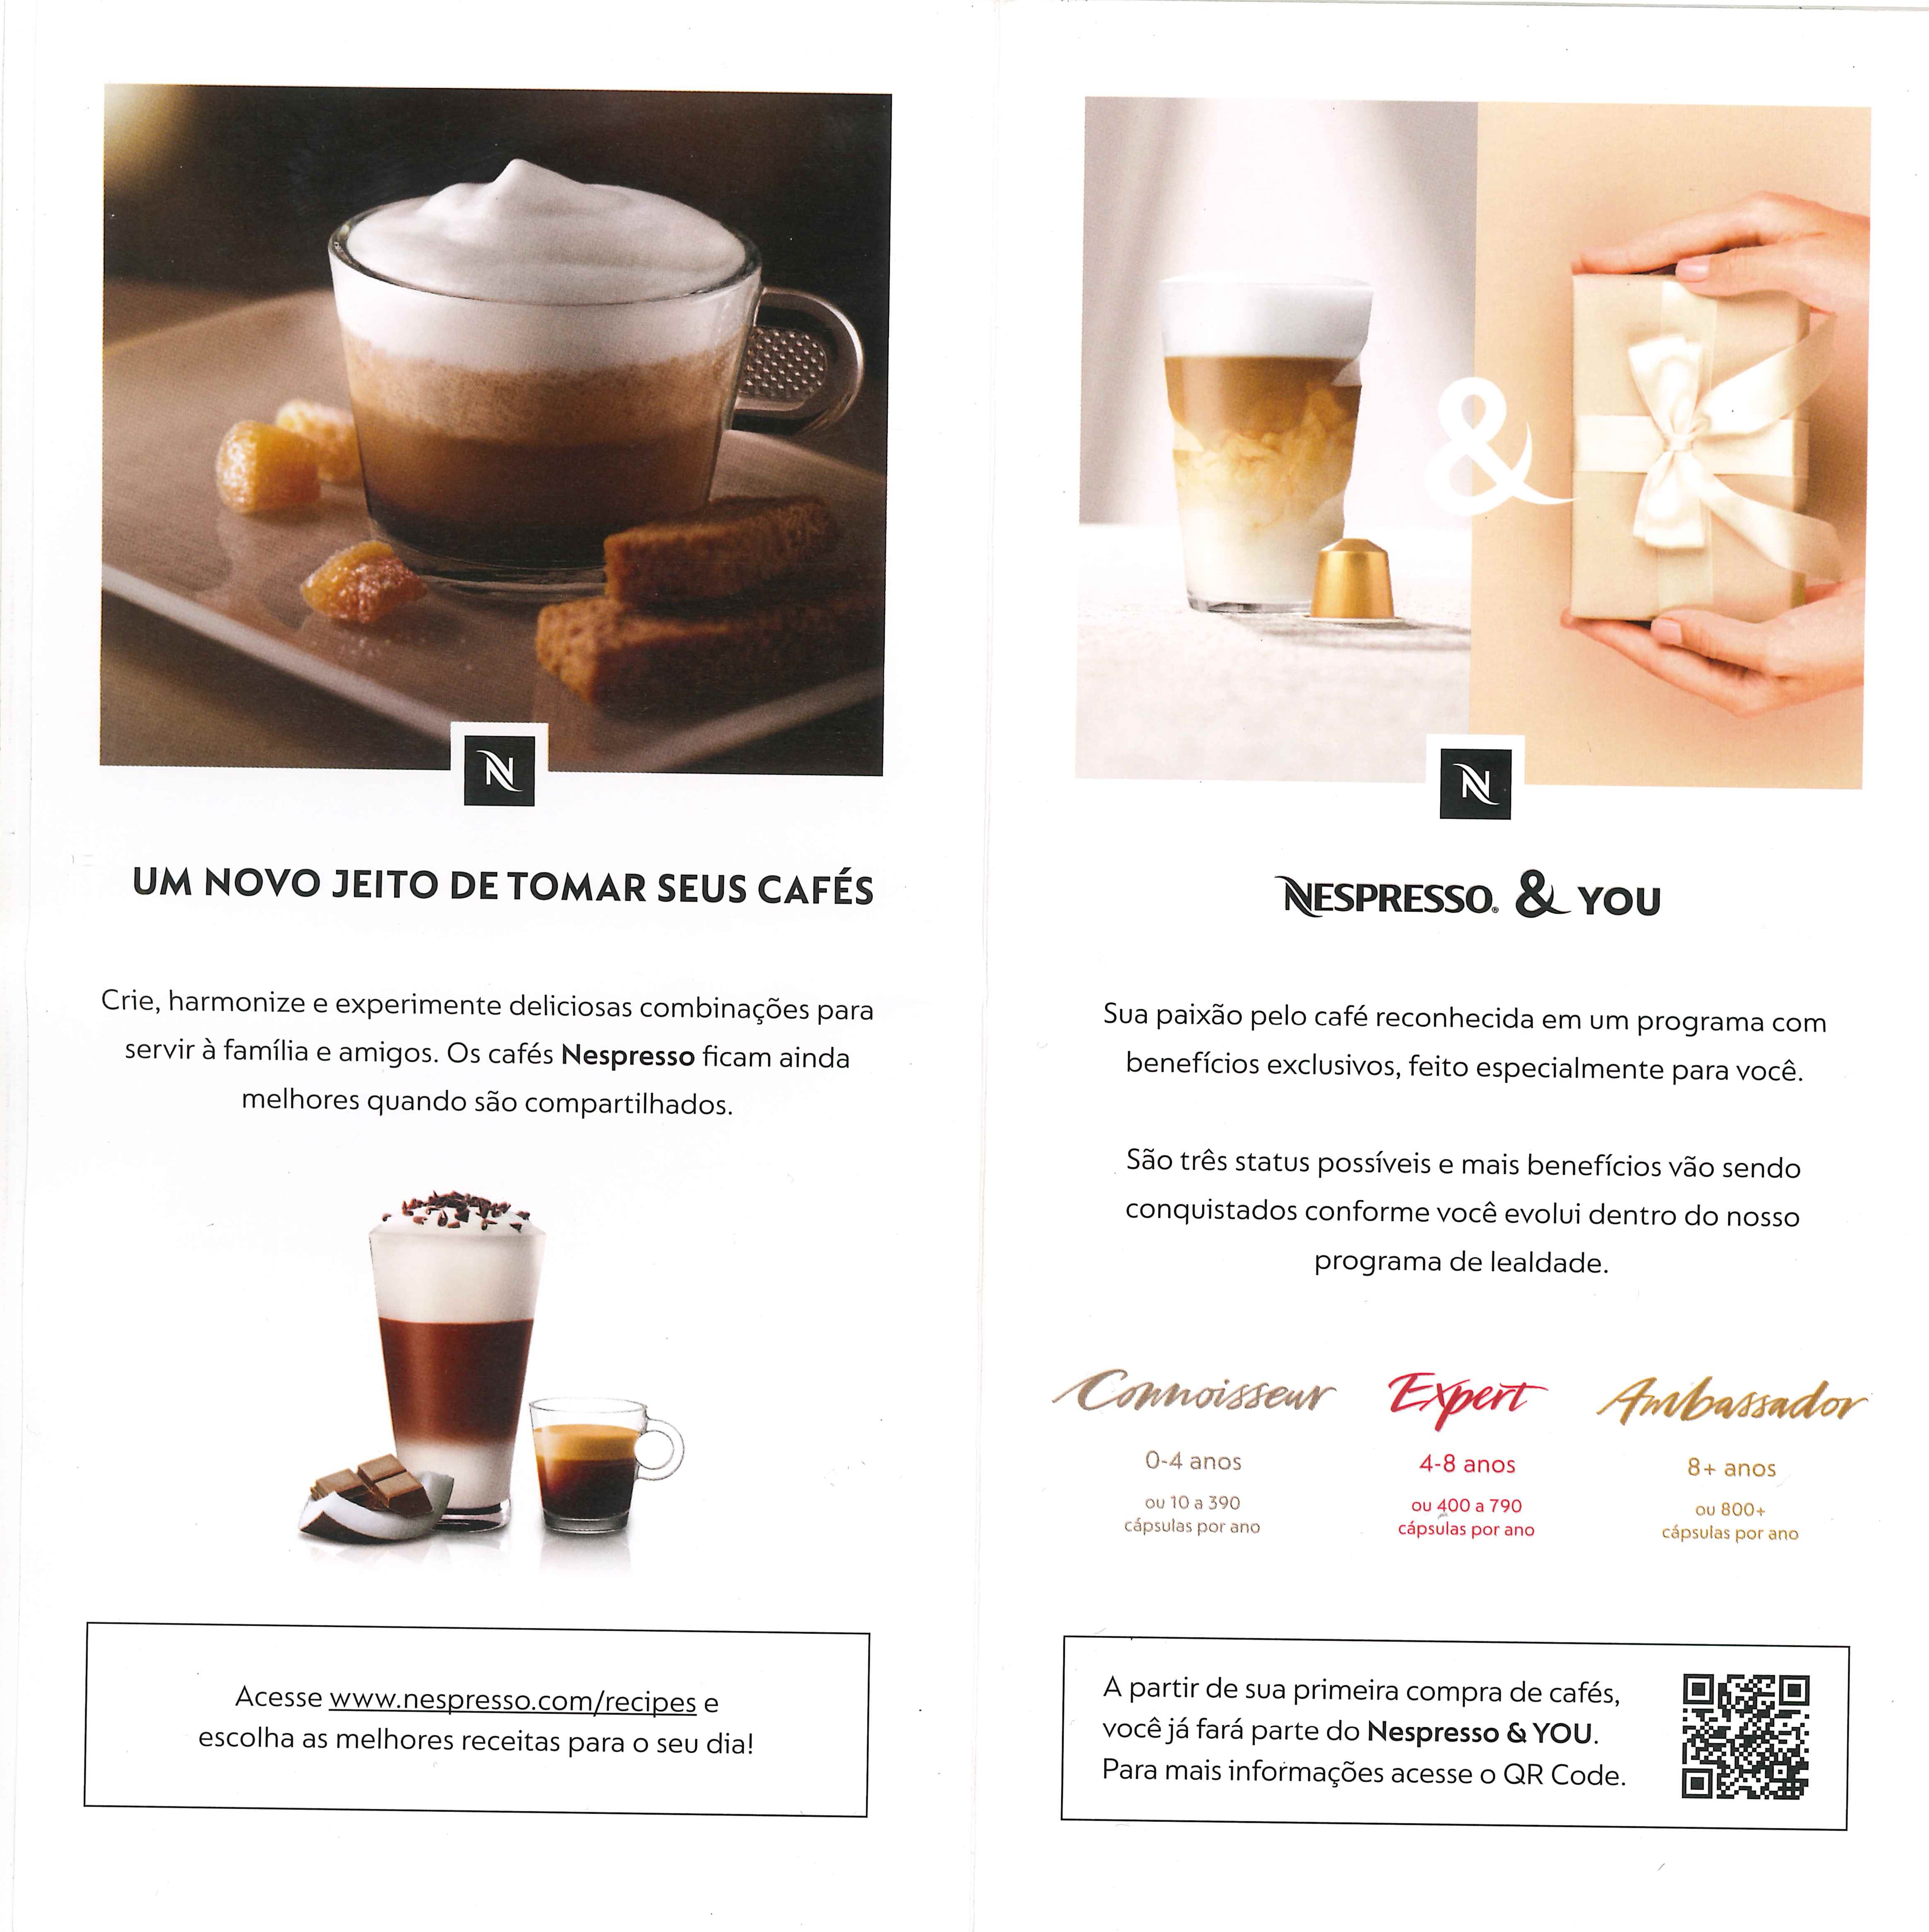 N
UM NOVO JEITO DE TOMAR SEUS CAFÉS
Crie, harmonize e experimente deliciosas combinações para
servir à família e amigos. Os cafés Nespresso ficam ainda
melhores quando são compartilhados.
Acesse www.nespresso.com/recipes e
escolha as melhores receitas para o seu dia!
&
N
NESPRESSO® & YOU
Sua paixão pelo café reconhecida em um programa com
benefícios exclusivos, feito especialmente para você.
São três status possíveis e mais benefícios vão sendo
conquistados conforme você evolui dentro do nosso
programa de lealdade.
Connoisseur Expert Ambassador
0-4 anos 4-8 anos 8+ anos
ou 10 a 390 ou 400 a 790 ou 800+
cápsulas por ano cápsulas por ano cápsulas por ano
A partir de sua primeira compra de cafés,
você já fará parte do Nespresso & YOU.
Para mais informações acesse o QR Code.